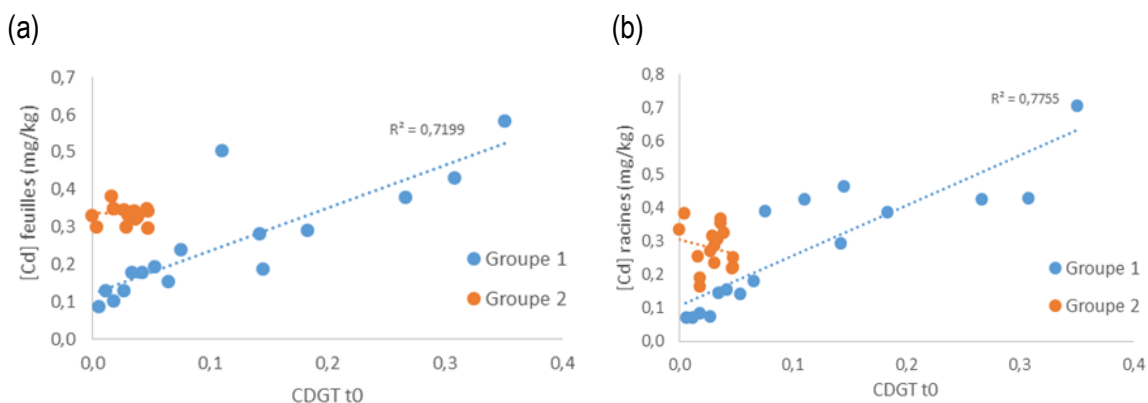 (a)
[Cd] feuilles (mg/kg)
0,7
0,6
0,5
0,4
0,3
0,2
0,1
0,0
R² = 0,7199
Groupe 1
Groupe 2
0,0 0,1 0,2 0,3 0,4
CDGT t0
(b)
[Cd] racines (mg/kg)
0,8
0,7
0,6
0,5
0,4
0,3
0,2
0,1
0,0
R² = 0,7755
Groupe 1
Groupe 2
0,0 0,1 0,2 0,3 0,4
CDGT t0